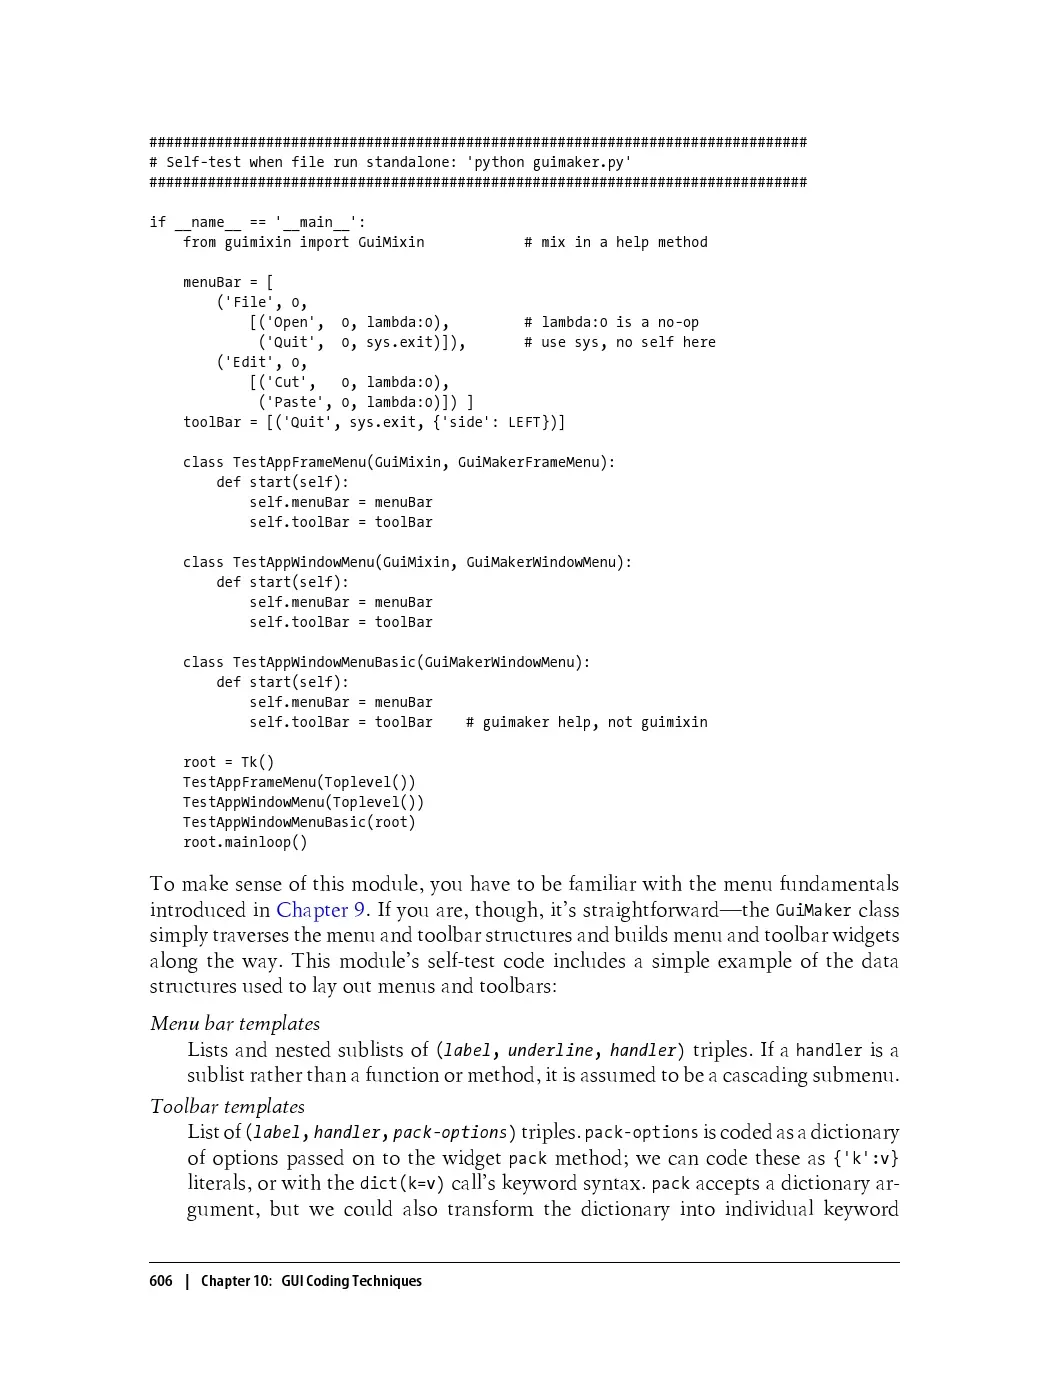 ###############################################################################
# Self-test when file run standalone: 'python guimaker.py'
###############################################################################
if __name__ == '__main__':
    from guimixin import GuiMixin            # mix in a help method
    menuBar = [
        ('File', 0,
            [('Open',  0, lambda:0),         # lambda:0 is a no-op
             ('Quit',  0, sys.exit)]),       # use sys, no self here
        ('Edit', 0,
            [('Cut',   0, lambda:0),
             ('Paste', 0, lambda:0)]) ]
    toolBar = [('Quit', sys.exit, {'side': LEFT})]
    class TestAppFrameMenu(GuiMixin, GuiMakerFrameMenu):
        def start(self):
            self.menuBar = menuBar
            self.toolBar = toolBar
    class TestAppWindowMenu(GuiMixin, GuiMakerWindowMenu):
        def start(self):
            self.menuBar = menuBar
            self.toolBar = toolBar
    class TestAppWindowMenuBasic(GuiMakerWindowMenu):
        def start(self):
            self.menuBar = menuBar
            self.toolBar = toolBar    # guimaker help, not guimixin
    root = Tk()
    TestAppFrameMenu(Toplevel())
    TestAppWindowMenu(Toplevel())
    TestAppWindowMenuBasic(root)
    root.mainloop()
To make sense of this module, you have to be familiar with the menu fundamentals
introduced in Chapter 9. If you are, though, it's straightforward—the GuiMaker class
simply traverses the menu and toolbar structures and builds menu and toolbar widgets
along the way. This module's self-test code includes a simple example of the data
structures used to lay out menus and toolbars:
Menu bar templates
Lists and nested sublists of (label, underline, handler) triples. If a handler is a
sublist rather than a function or method, it is assumed to be a cascading submenu.
Toolbar templates
List of (label, handler, pack-options) triples. pack-options is coded as a dictionary
of options passed on to the widget pack method; we can code these as {'k':v}
literals, or with the dict(k=v) call's keyword syntax. pack accepts a dictionary ar-
gument, but we could also transform the dictionary into individual keyword
606 | Chapter 10: GUI Coding Techniques